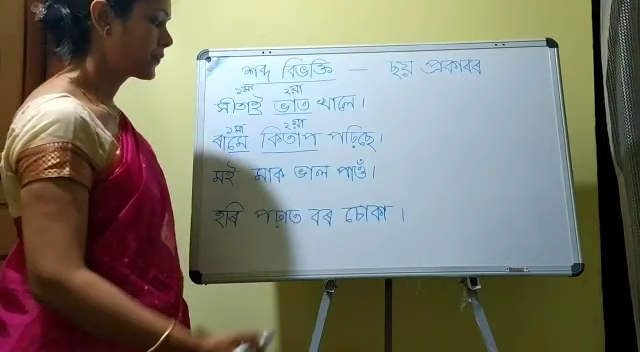 শব্দ বিভক্তি — ছয় প্ৰকাৰৰ
১মা ২য়া
সীতাই ভাত খালে।
১মা ২য়া
ৰামে কিতাপ পঢ়িছে।
মই মাক ভাল পাওঁ।
হৰি পঢ়াত বৰ চোকা।